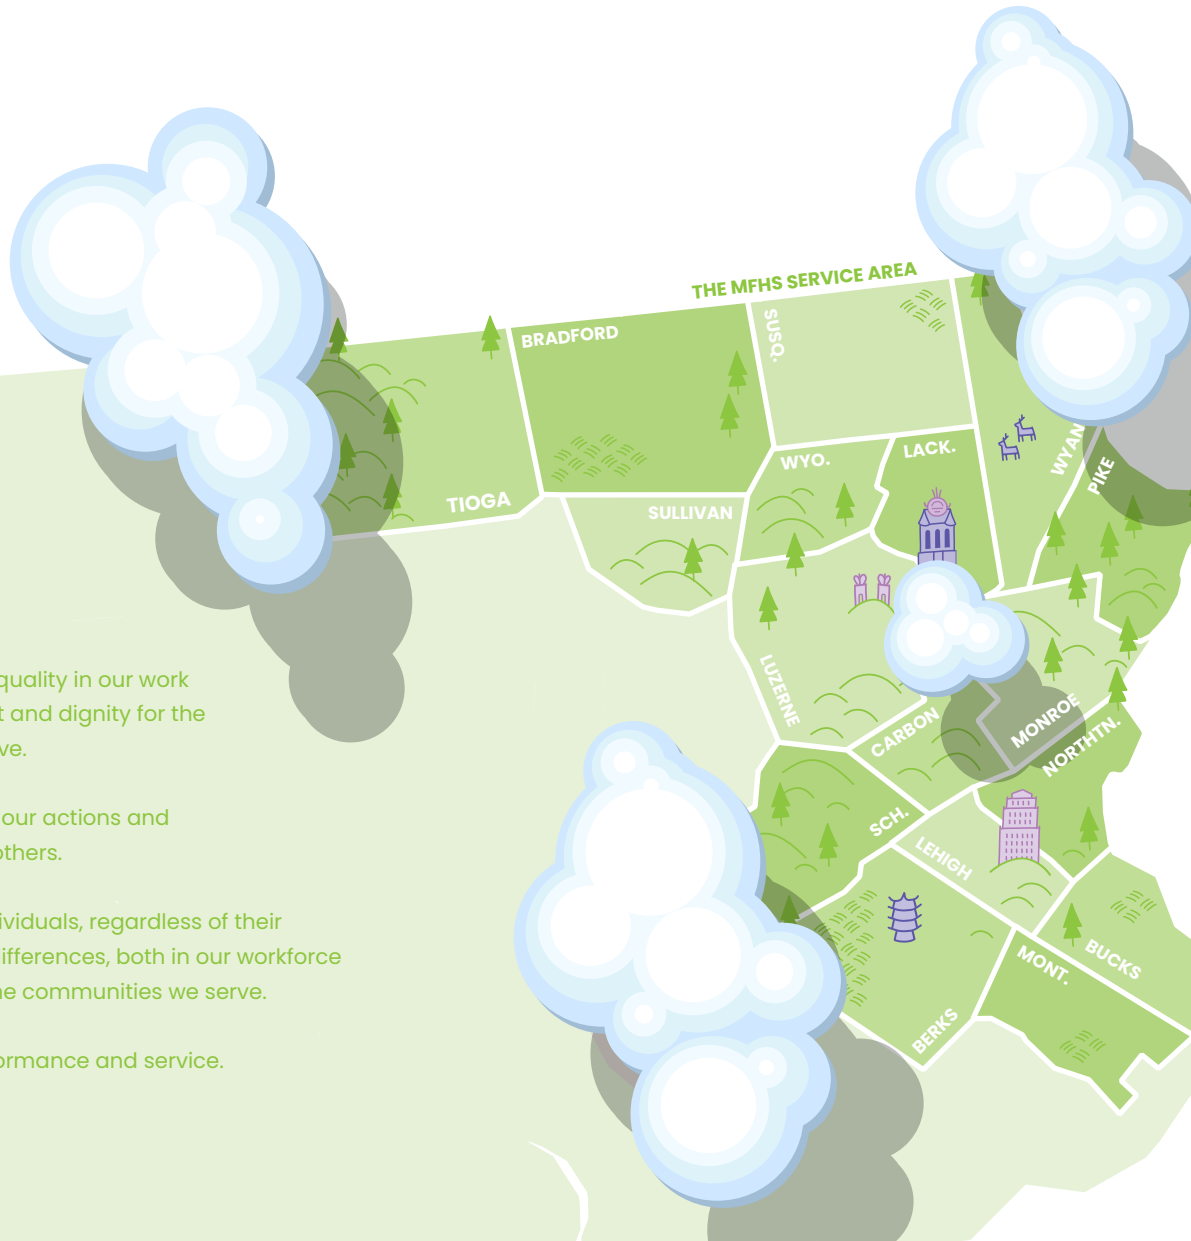 THE MFHS SERVICE AREA
BRADFORD
SUSQ.
TIOGA
SULLIVAN
WYO.
LACK.
WYAN
PIKE
LUZERNE
CARBON
MONROE
NORTHTN.
SCH.
LEHIGH
BERKS
MONT.
BUCKS
quality in our work
t and dignity for the
ve.
our actions and
others.
ividuals, regardless of their
ifferences, both in our workforce
ne communities we serve.
ormance and service.